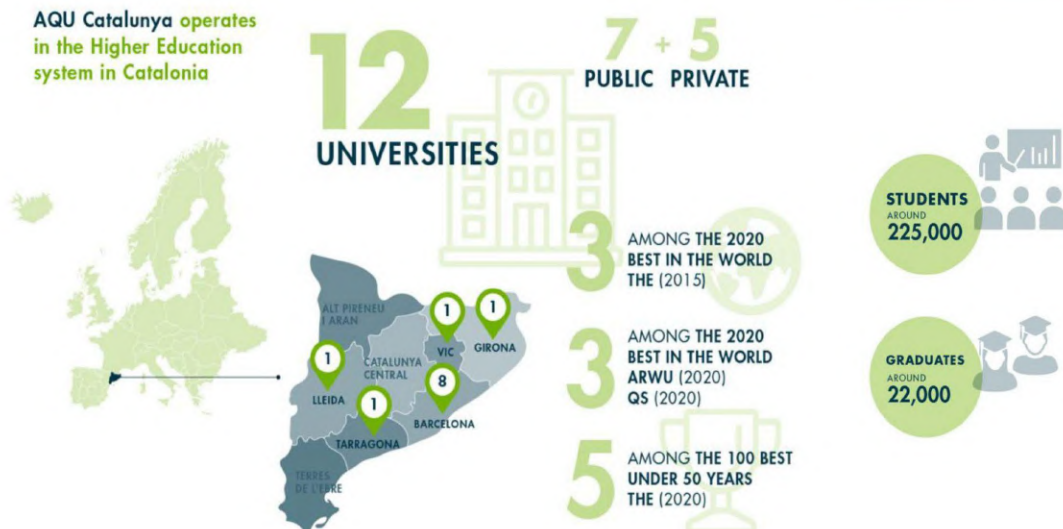 AQU Catalunya operates
in the Higher Education
system in Catalonia
12
UNIVERSITIES
7 + 5
PUBLIC PRIVATE
3
AMONG THE 2020
BEST IN THE WORLD
THE (2015)
3
AMONG THE 2020
BEST IN THE WORLD
ARWU (2020)
QS (2020)
5
AMONG THE 100 BEST
UNDER 50 YEARS
THE (2020)
STUDENTS
AROUND
225,000
GRADUATES
AROUND
22,000
ALT PIRENEU
I ARAN
1
VIC
1
GIRONA
1
LLEIDA
CATALUNYA
CENTRAL
8
BARCELONA
1
TARRAGONA
TERRES
DE L'EBRE